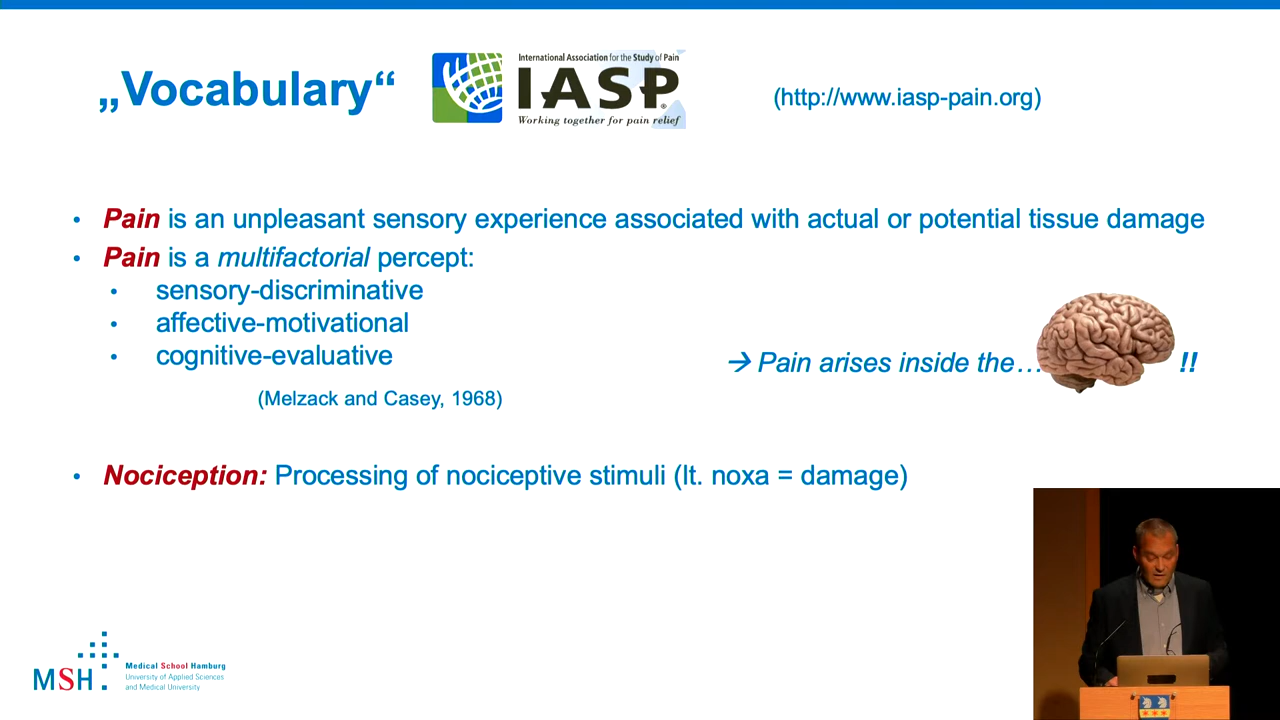 „Vocabulary“
International Association for the Study of Pain
IASP®
Working together for pain relief
(http://www.iasp-pain.org)
• Pain is an unpleasant sensory experience associated with actual or potential tissue damage
• Pain is a multifactorial percept:
• sensory-discriminative
• affective-motivational
• cognitive-evaluative
→ Pain arises inside the… !!
(Melzack and Casey, 1968)
• Nociception: Processing of nociceptive stimuli (lt. noxa = damage)
MSH
Medical School Hamburg
University of Applied Sciences
and Medical University